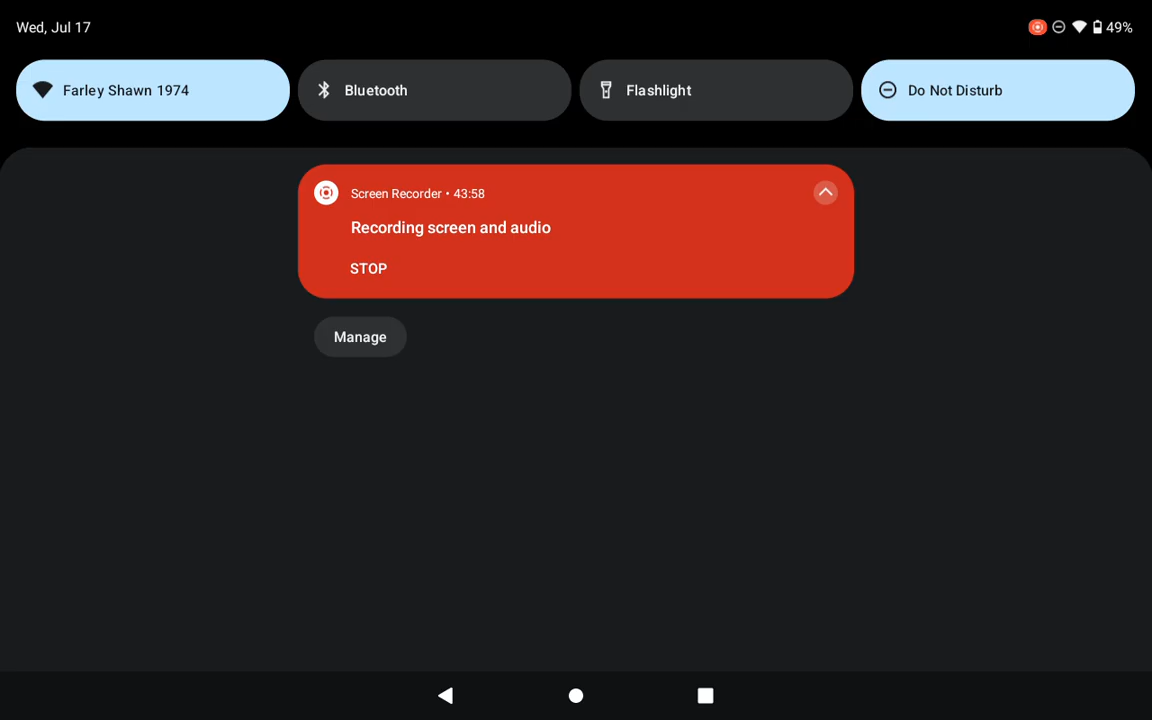 Wed, Jul 17
49%
Farley Shawn 1974
Bluetooth
Flashlight
Do Not Disturb
Screen Recorder • 43:58
Recording screen and audio
STOP
Manage